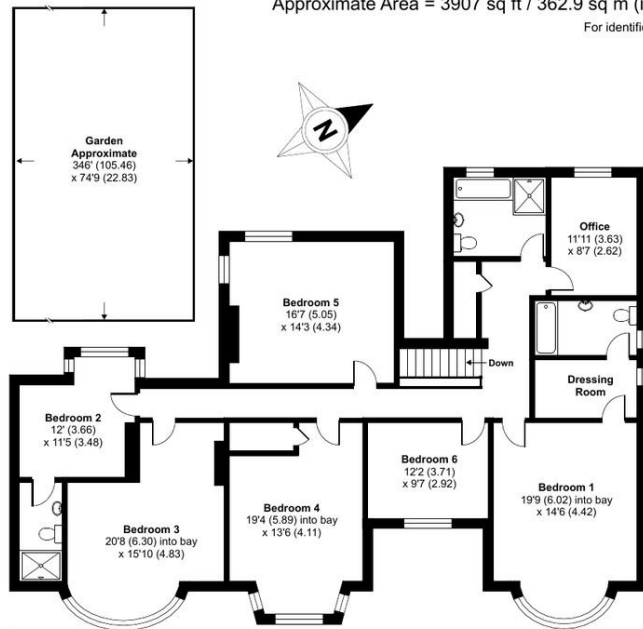 Approximate Area = 3907 sq ft / 362.9 sq m (i
For identifi
Garden
Approximate
346' (105.46)
x 74'9 (22.83)
N
Office
11'11 (3.63)
x 8'7 (2.62)
Bedroom 5
16'7 (5.05)
x 14'3 (4.34)
Down
Dressing
Room
Bedroom 2
12' (3.66)
x 11'5 (3.48)
Bedroom 6
12'2 (3.71)
x 9'7 (2.92)
Bedroom 1
19'9 (6.02) into bay
x 14'6 (4.42)
Bedroom 4
19'4 (5.89) into bay
x 13'6 (4.11)
Bedroom 3
20'8 (6.30) into bay
x 15'10 (4.83)